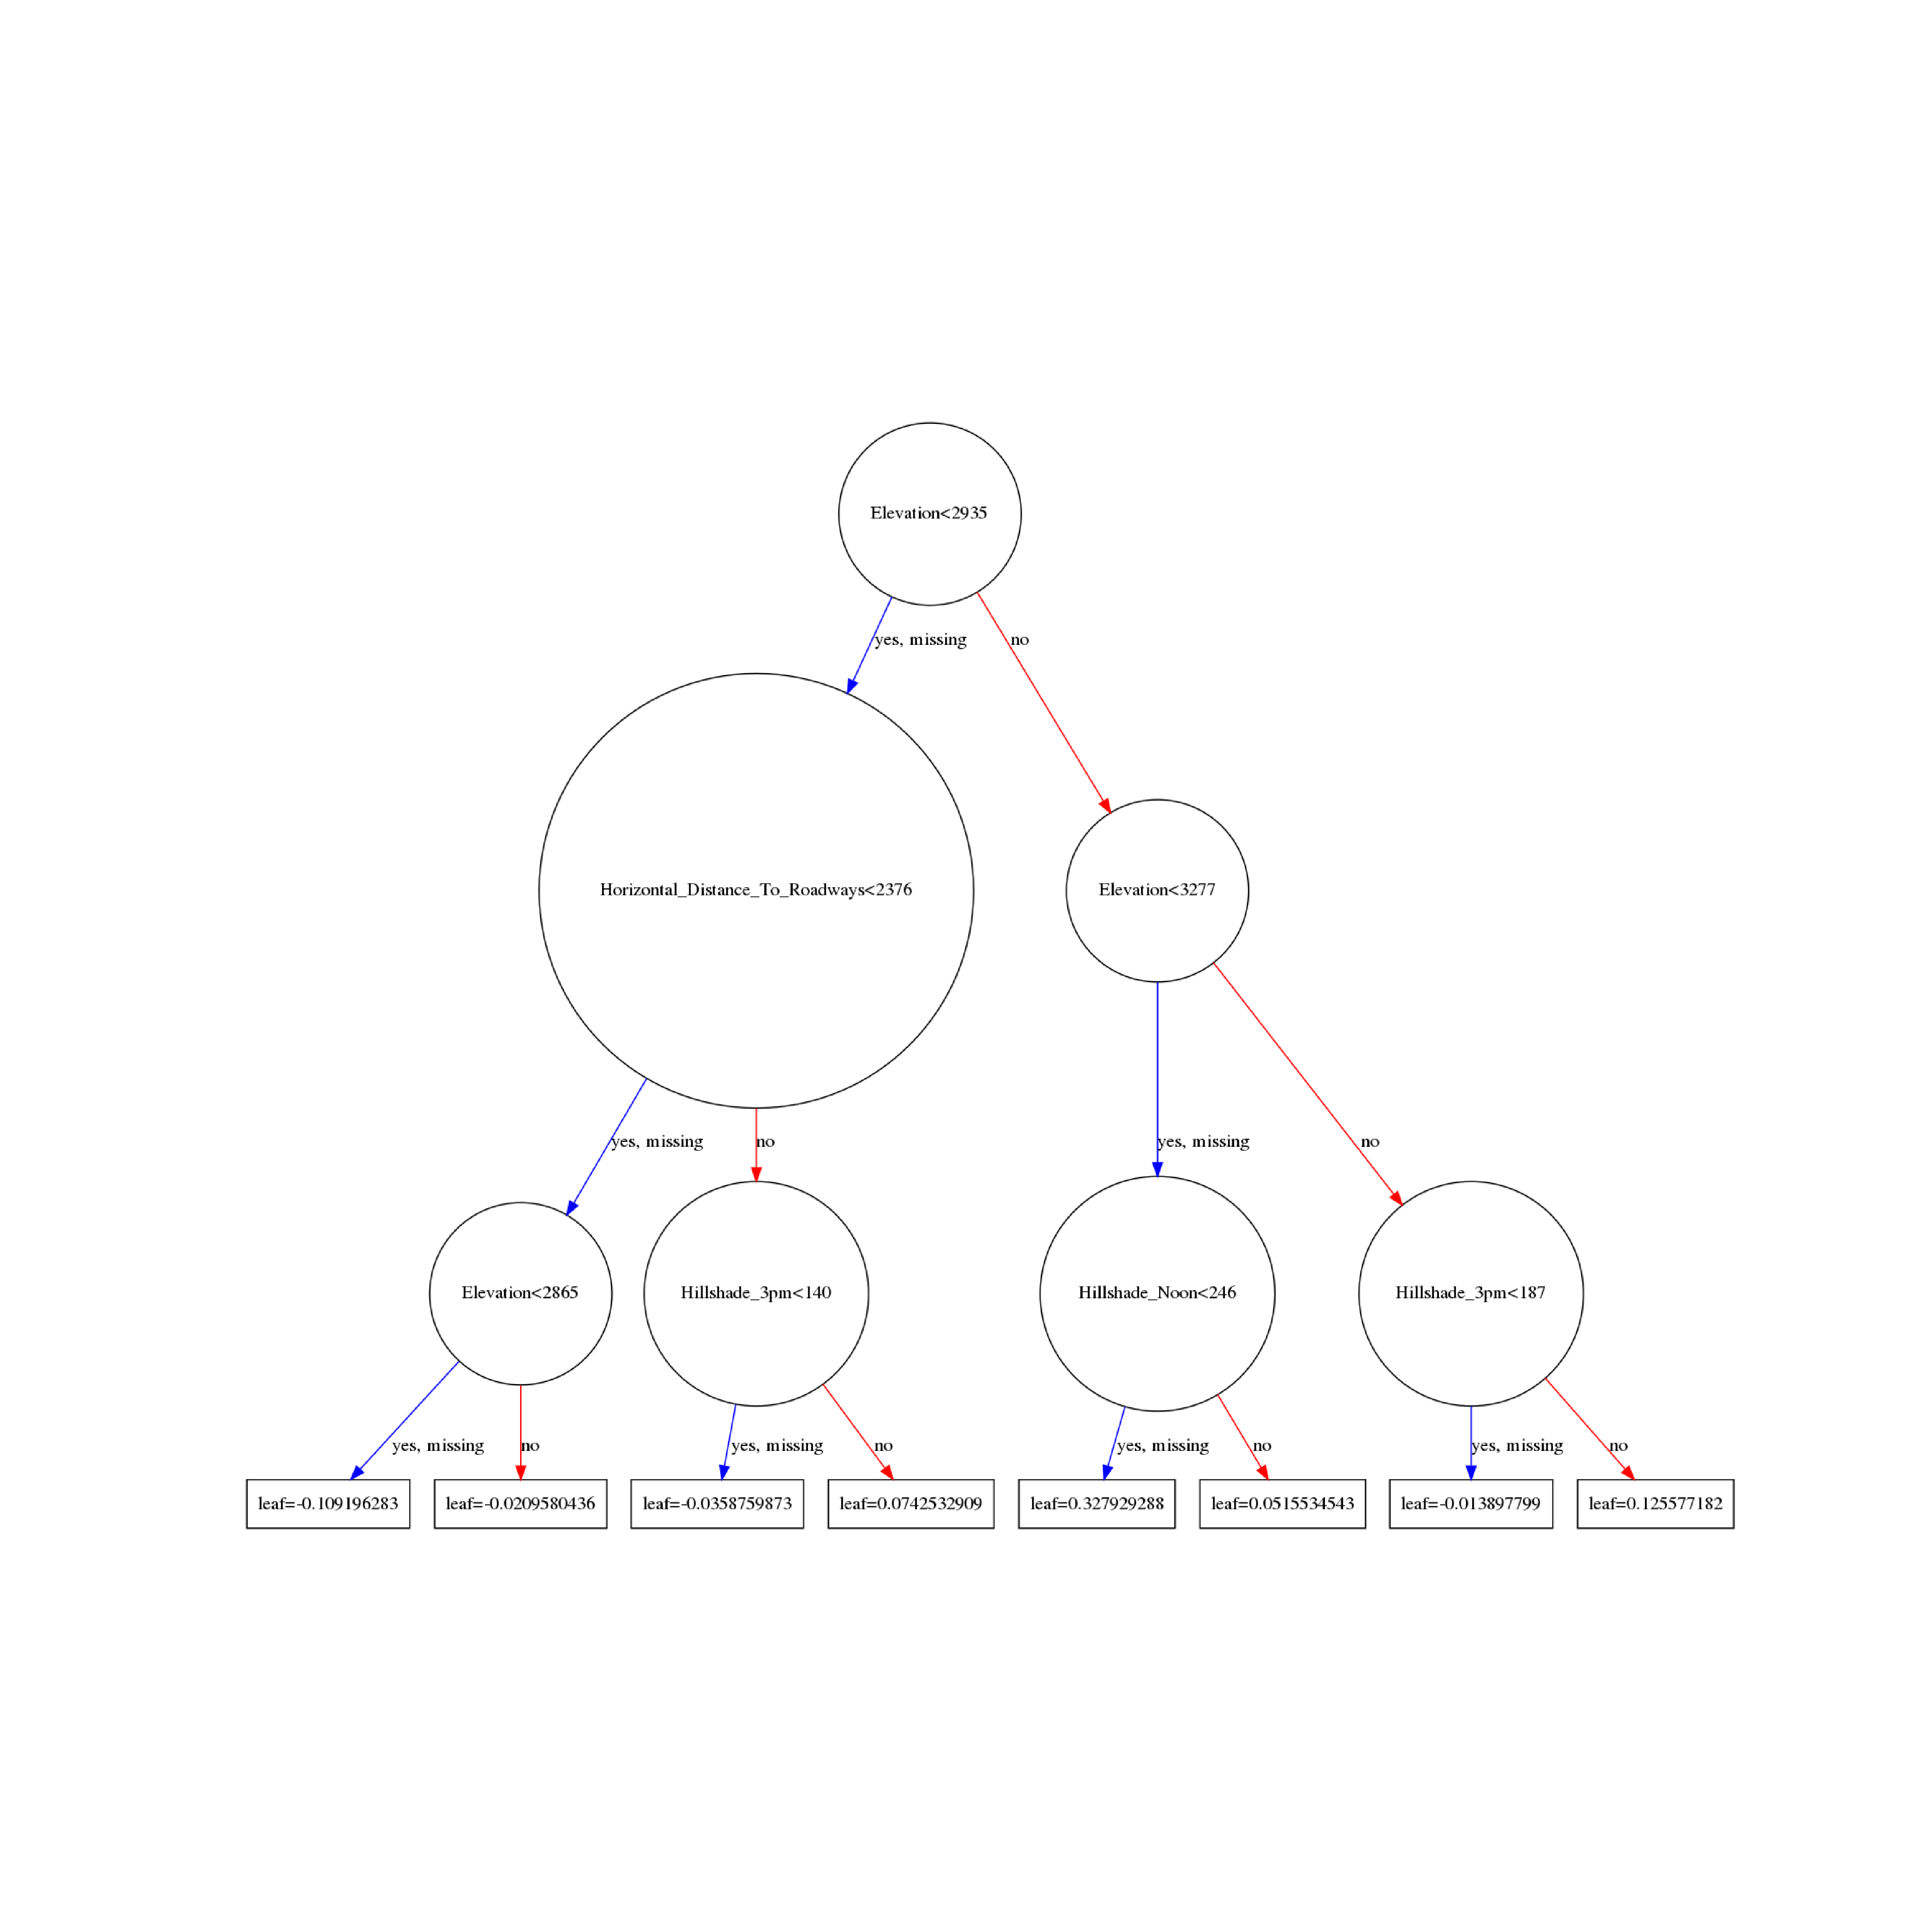 Elevation<2935
yes, missing
no
Horizontal_Distance_To_Roadways<2376
Elevation<3277
yes, missing
no
yes, missing
no
Elevation<2865
Hillshade_3pm<140
Hillshade_Noon<246
Hillshade_3pm<187
yes, missing
no
yes, missing
no
yes, missing
no
yes, missing
no
leaf=-0.109196283
leaf=-0.0209580436
leaf=-0.0358759873
leaf=0.0742532909
leaf=0.327929288
leaf=0.0515534543
leaf=-0.013897799
leaf=0.125577182